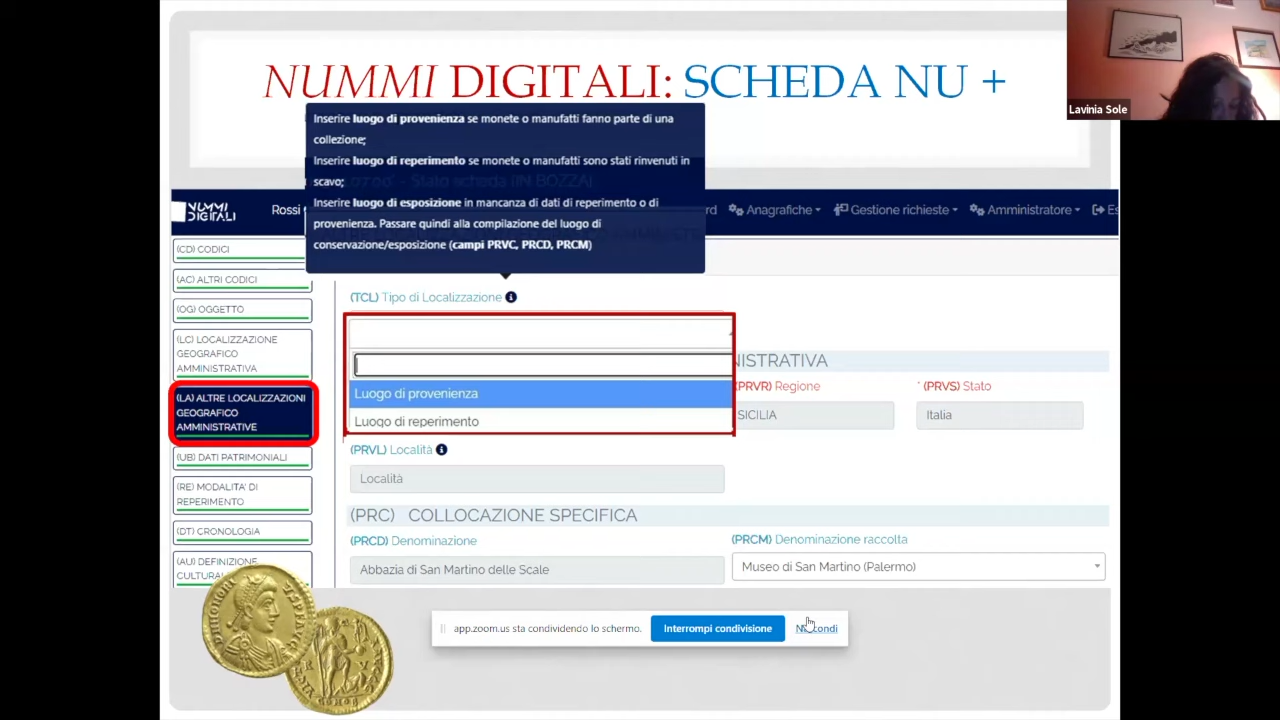 NUMMI DIGITALI: SCHEDA NU +
Lavinia Sole
Inserire luogo di provenienza se monete o manufatti fanno parte di una
collezione;
Inserire luogo di reperimento se monete o manufatti sono stati rinvenuti in
scavo;
Inserire luogo di esposizione in mancanza di dati di reperimento o di
provenienza. Passare quindi alla compilazione del luogo di
conservazione/esposizione (campi PRVC, PRCD, PRCM)
NUMMI
DIGITALI
Rossi
Anagrafiche
Gestione richieste
Amministratore
(CD) CODICI
(AC) ALTRI CODICI
(OG) OGGETTO
(LC) LOCALIZZAZIONE
GEOGRAFICO
AMMINISTRATIVA
(LA) ALTRE LOCALIZZAZIONI
GEOGRAFICO
AMMINISTRATIVE
(UB) DATI PATRIMONIALI
(RE) MODALITA' DI
REPERIMENTO
(DT) CRONOLOGIA
(AU) DEFINIZIONE
(TCL) Tipo di Localizzazione
Luogo di provenienza
Luogo di reperimento
NISTRATIVA
(PRVR) Regione
* (PRVS) Stato
SICILIA
Italia
(PRVL) Località
Località
(PRC) COLLOCAZIONE SPECIFICA
(PRCD) Denominazione
(PRCM) Denominazione raccolta
Abbazia di San Martino delle Scale
Museo di San Martino (Palermo)
app.zoom.us sta condividendo lo schermo.
Interrompi condivisione